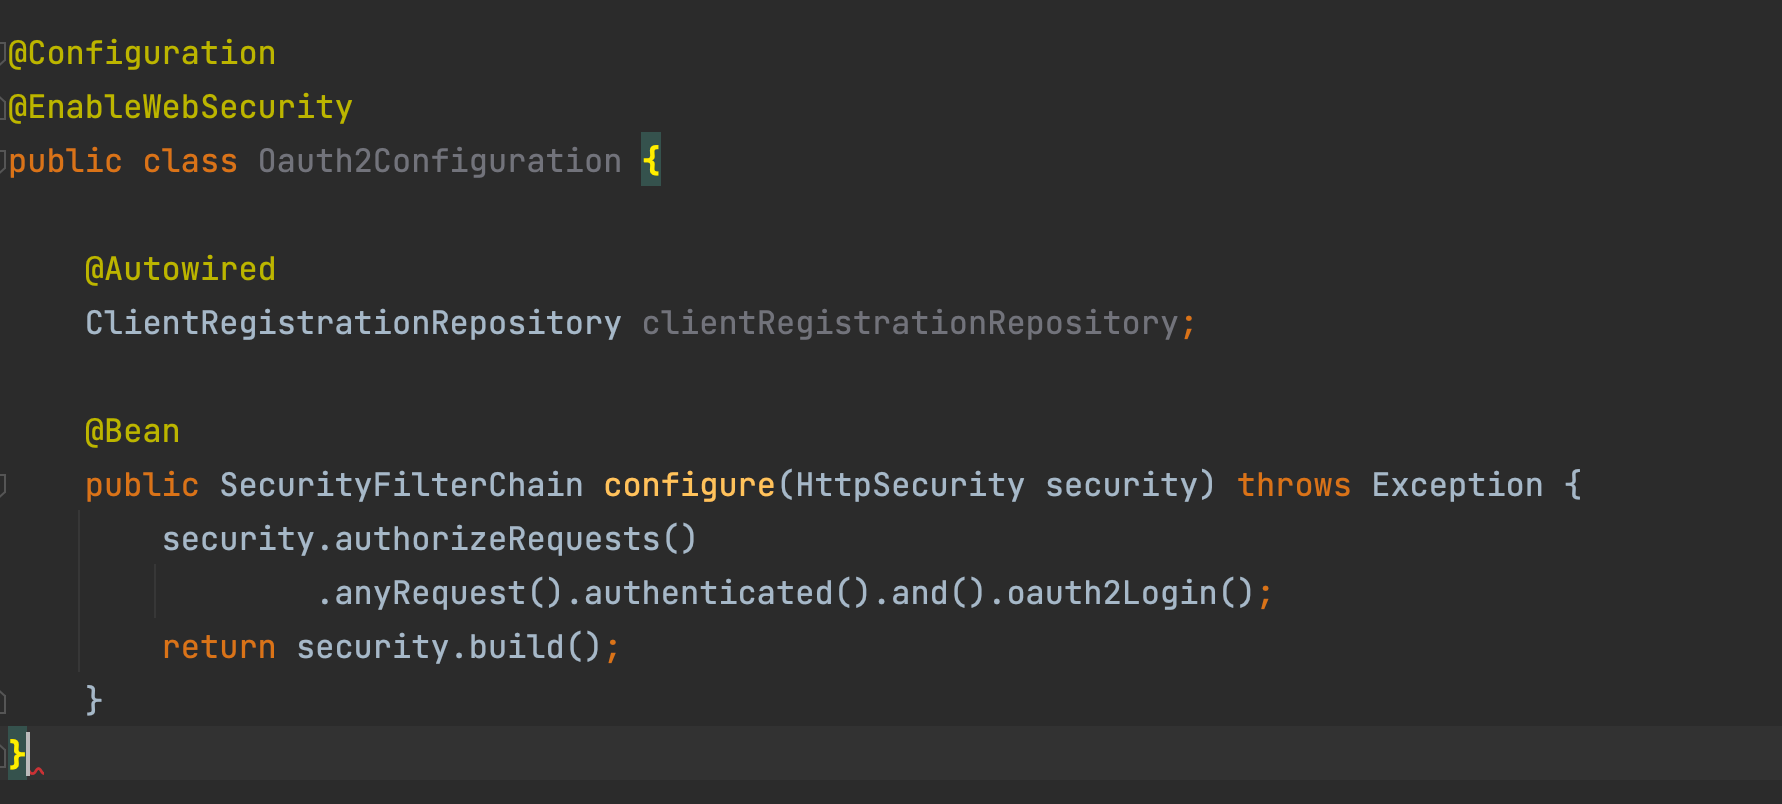 @Configuration
@EnableWebSecurity
public class Oauth2Configuration {
@Autowired
ClientRegistrationRepository clientRegistrationRepository;
@Bean
public SecurityFilterChain configure(HttpSecurity security) throws Exception {
security.authorizeRequests()
.anyRequest().authenticated().and().oauth2Login();
return security.build();
}
}